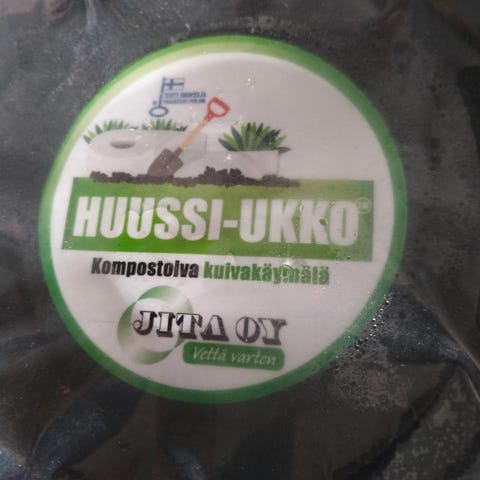 HUUSSI-UKKO
Kompostoiva kuivakäymälä
JITA OY
Vettä varten